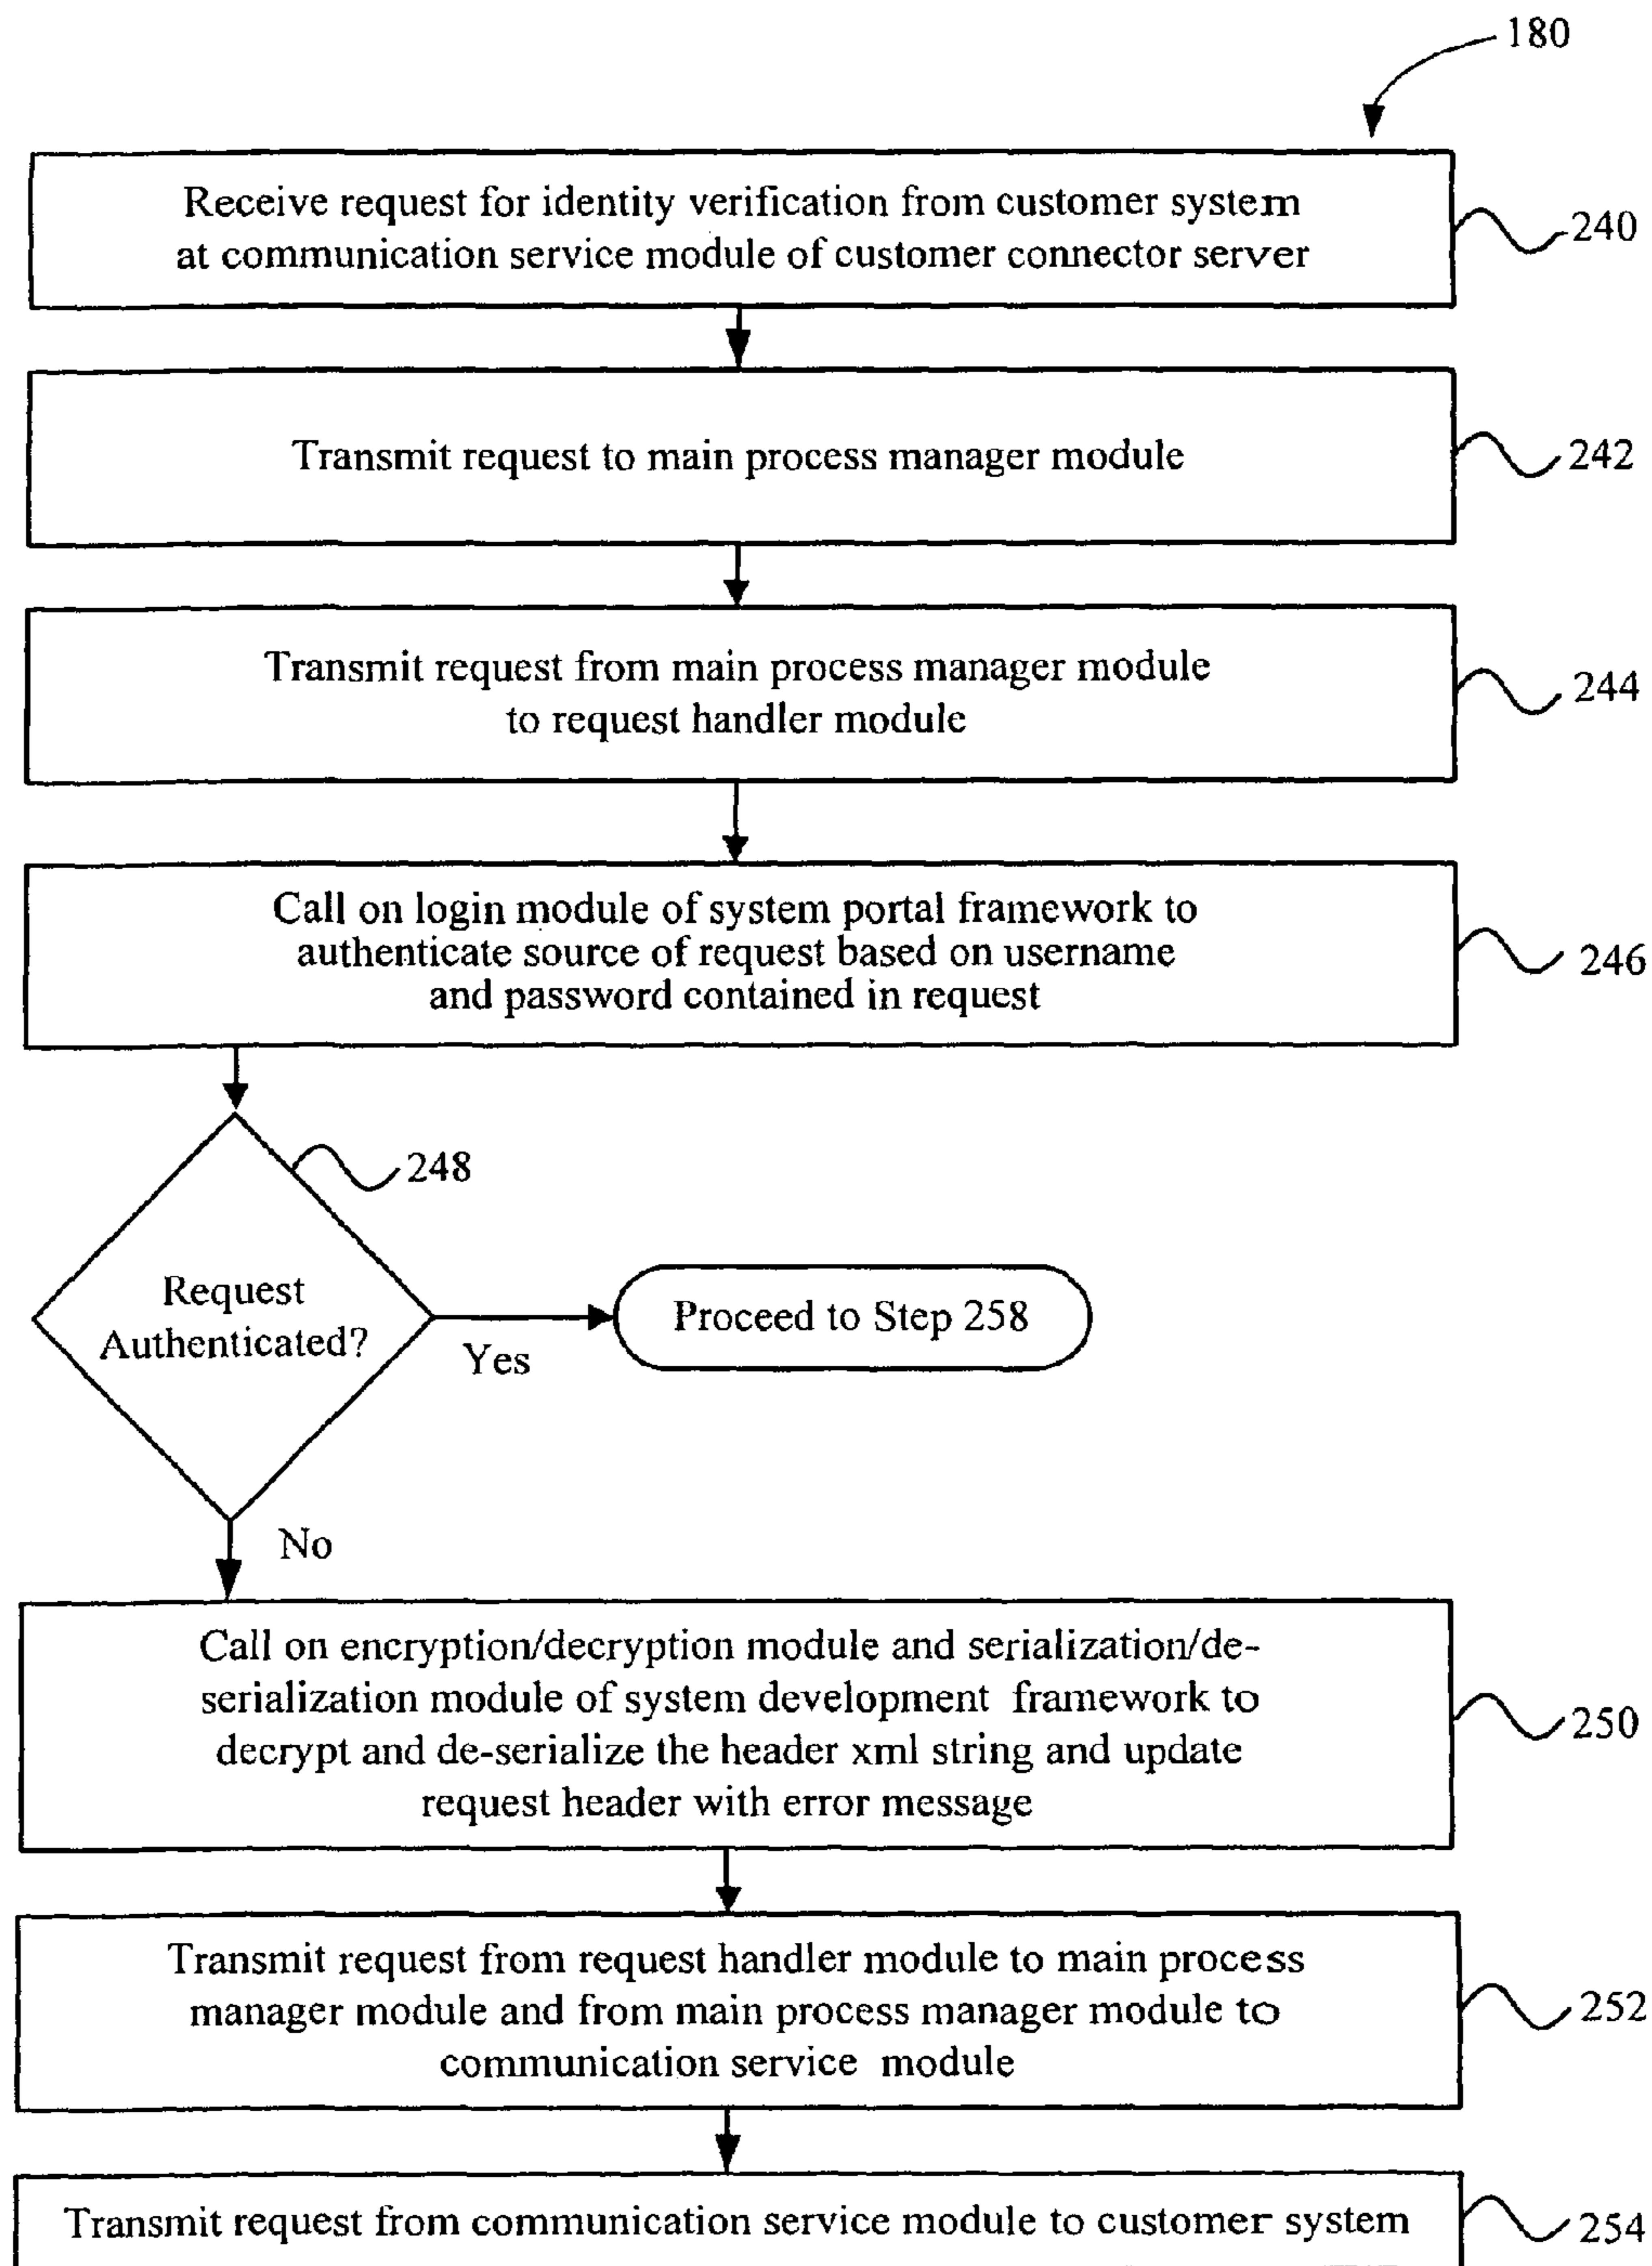 180
Receive request for identity verification from customer system
at communication service module of customer connector server
240
Transmit request to main process manager module
242
Transmit request from main process manager module
to request handler module
244
Call on login module of system portal framework to
authenticate source of request based on username
and password contained in request
246
248
Request
Authenticated?
Yes
Proceed to Step 258
No
Call on encryption/decryption module and serialization/de-
serialization module of system development framework to
decrypt and de-serialize the header xml string and update
request header with error message
250
Transmit request from request handler module to main process
manager module and from main process manager module to
communication service module
252
Transmit request from communication service module to customer system
254